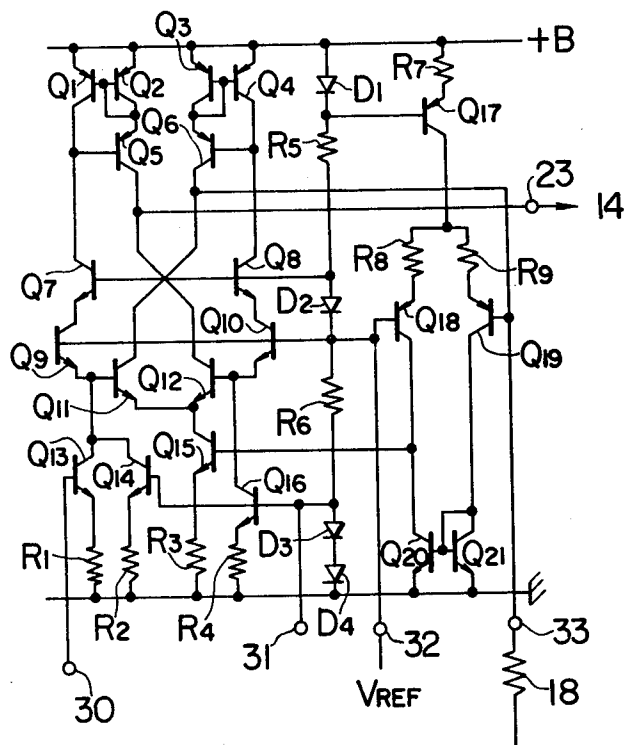 Q3
+B
Q1
Q2
Q4
D1
R7
Q17
Q6
Q5
R5
23
14
Q7
Q8
R8
R9
D2
Q10
Q18
Q9
Q12
Q19
Q11
R6
Q15
Q13
Q14
Q16
R1
R3
D3
Q20
Q21
R2
R4
D4
31
32
33
30
VREF
18